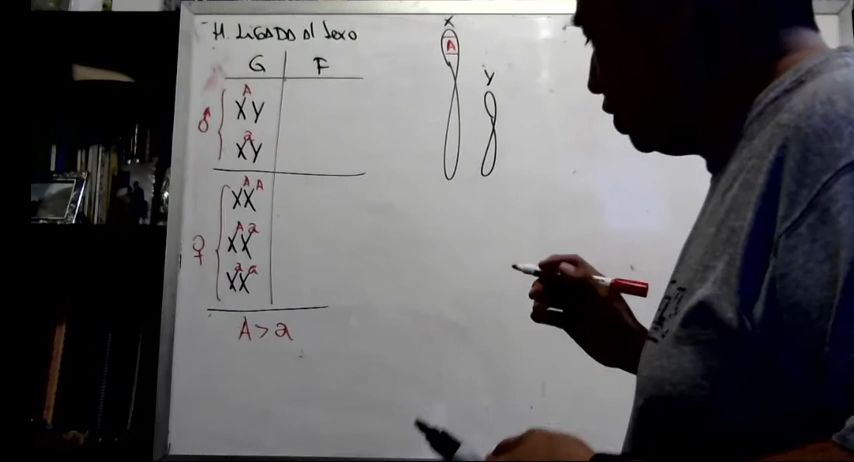 H. LIGADO al Sexo
G F
♂ X^A Y
X^a Y
♀ X^A X^A
X^A X^a
X^a X^a
A > a
X
A
Y